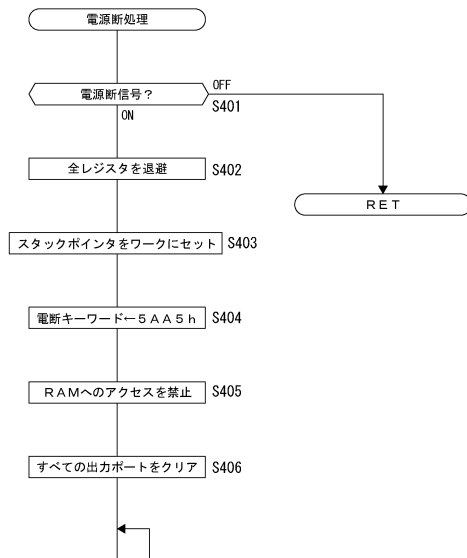 電源断処理
電源断信号？
OFF
S401
ON
全レジスタを退避
S402
ＲＥＴ
スタックポインタをワークにセット
S403
電断キーワード←５ＡＡ５ｈ
S404
ＲＡＭへのアクセスを禁止
S405
すべての出力ポートをクリア
S406